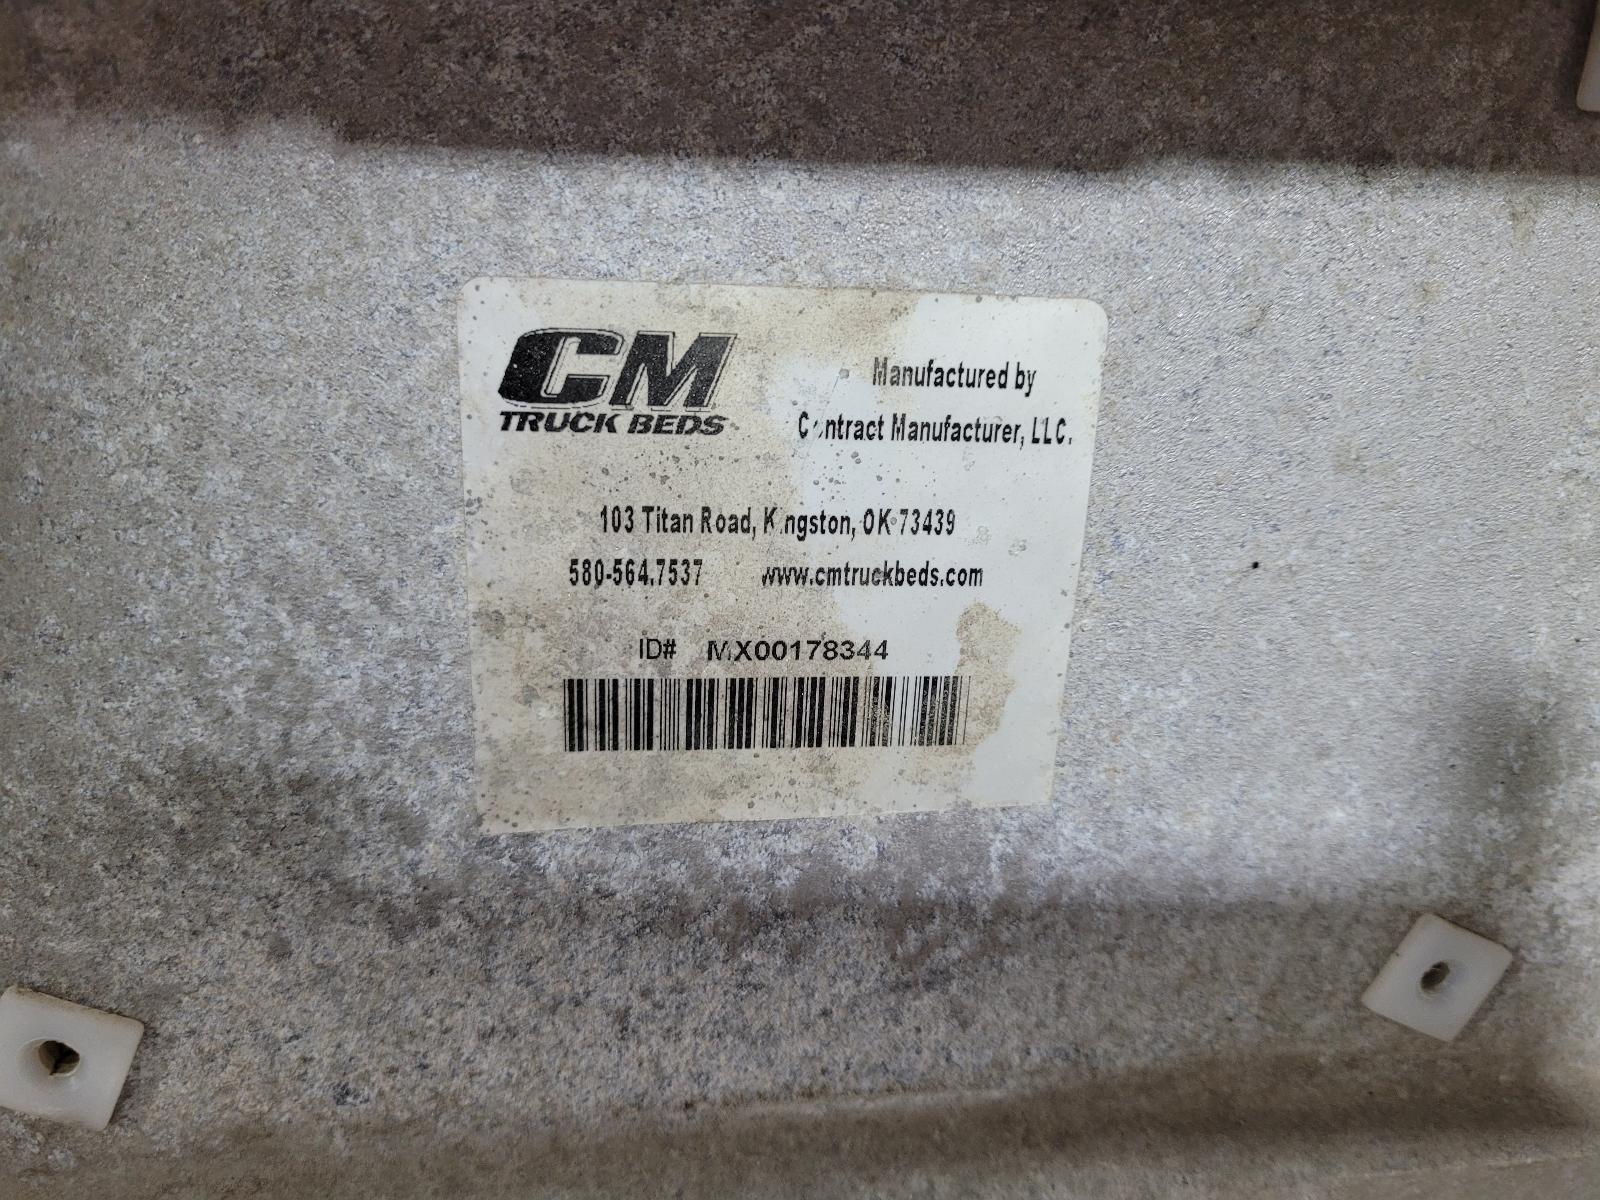 CM
TRUCK BEDS
Manufactured by
Contract Manufacturer, LLC.
103 Titan Road, Kingston, OK 73439
580-564.7537 www.cmtruckbeds.com
ID# MX00178344